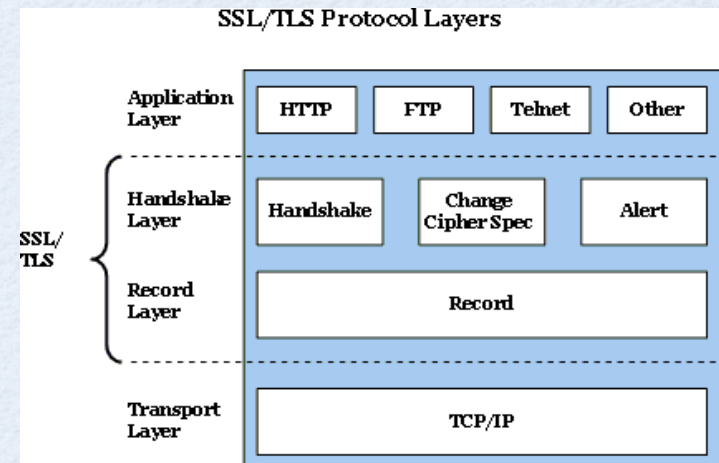 SSL/TLS Protocol Layers
Application
Layer
HTTP
FTP
Telnet
Other
SSL/
TLS
Handshake
Layer
Handshake
Change
Cipher Spec
Alert
Record
Layer
Record
Transport
Layer
TCP/IP